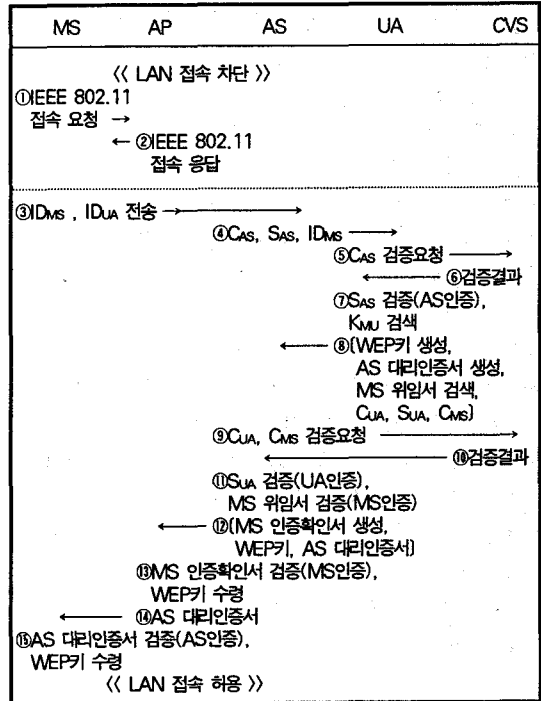 MS AP AS UA CVS
《 LAN 접속 차단 》
①IEEE 802.11
접속 요청 →
← ②IEEE 802.11
접속 응답
③IDMS , IDUA 전송 →
④CAS, SAS, IDMS →
⑤CAS 검증요청 →
← ⑥검증결과
⑦SAS 검증(AS인증),
KMU 검색
← ⑧[WEP키 생성,
AS 대리인증서 생성,
MS 위임서 검색,
CUA, SUA, CMS]
⑨CUA, CMS 검증요청 →
← ⑩검증결과
⑪SUA 검증(UA인증),
MS 위임서 검증(MS인증)
← ⑫[MS 인증확인서 생성,
WEP키, AS 대리인증서]
⑬MS 인증확인서 검증(MS인증),
WEP키 수령
← ⑭AS 대리인증서
⑮AS 대리인증서 검증(AS인증),
WEP키 수령
《 LAN 접속 허용 》